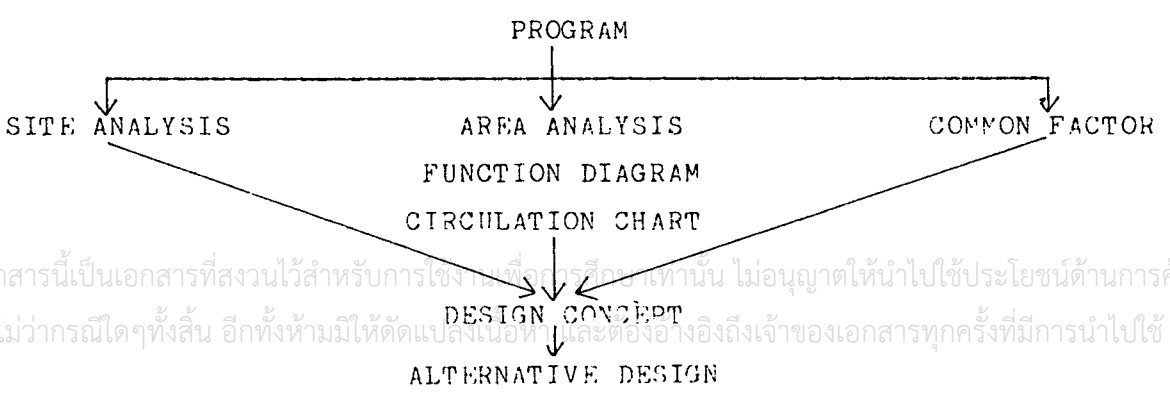 PROGRAM
SITE ANALYSIS AREA ANALYSIS COMMON FACTOR
FUNCTION DIAGRAM
CIRCULATION CHART
กสารนี้เป็นเอกสารที่สงวนไว้สำหรับการใช้งานเพื่อการศึกษาเท่านั้น ไม่อนุญาตให้นำไปใช้ประโยชน์ด้านการค้
DESIGN CONCEPT
ไม่ว่ากรณีใดๆทั้งสิ้น อีกทั้งห้ามมิให้ดัดแปลงเนื้อหา และต้องอ้างอิงถึงเจ้าของเอกสารทุกครั้งที่มีการนำไปใช้
ALTERNATIVE DESIGN